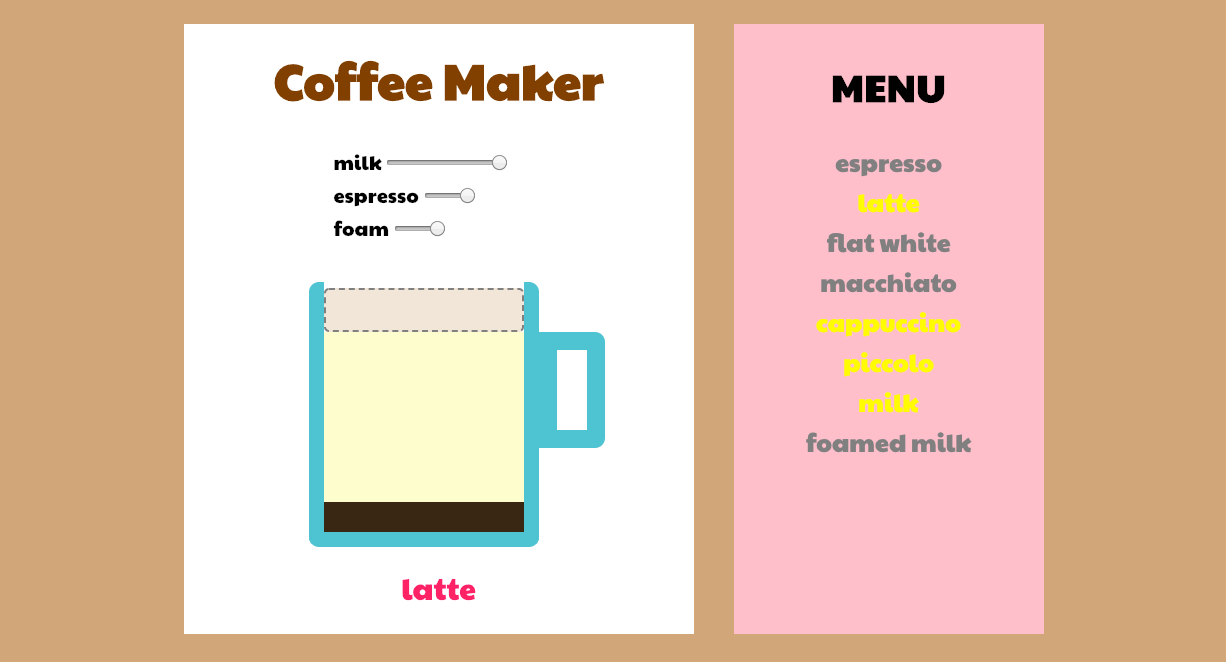 Coffee Maker
milk
espresso
foam
latte
MENU
espresso
latte
flat white
macchiato
cappuccino
piccolo
milk
foamed milk